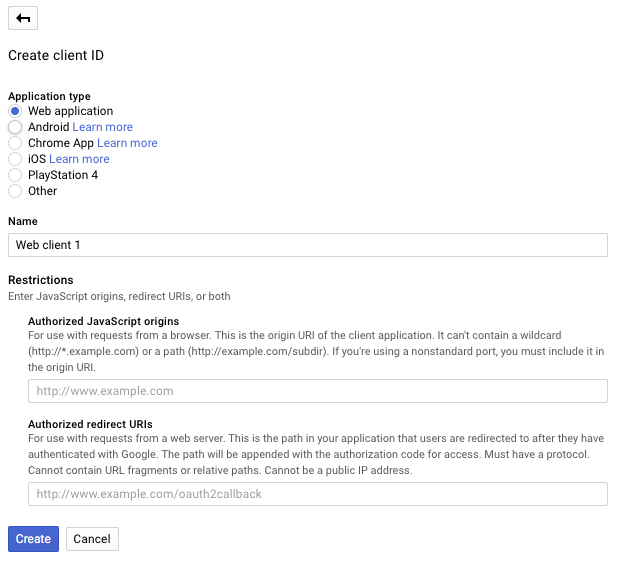 Create client ID
Application type
Web application
Android Learn more
Chrome App Learn more
iOS Learn more
PlayStation 4
Other
Name
Web client 1
Restrictions
Enter JavaScript origins, redirect URIs, or both
Authorized JavaScript origins
For use with requests from a browser. This is the origin URI of the client application. It can't contain a wildcard
(http://*.example.com) or a path (http://example.com/subdir). If you're using a nonstandard port, you must include it in
the origin URI.
http://www.example.com
Authorized redirect URIs
For use with requests from a web server. This is the path in your application that users are redirected to after they have
authenticated with Google. The path will be appended with the authorization code for access. Must have a protocol.
Cannot contain URL fragments or relative paths. Cannot be a public IP address.
http://www.example.com/oauth2callback
Create Cancel